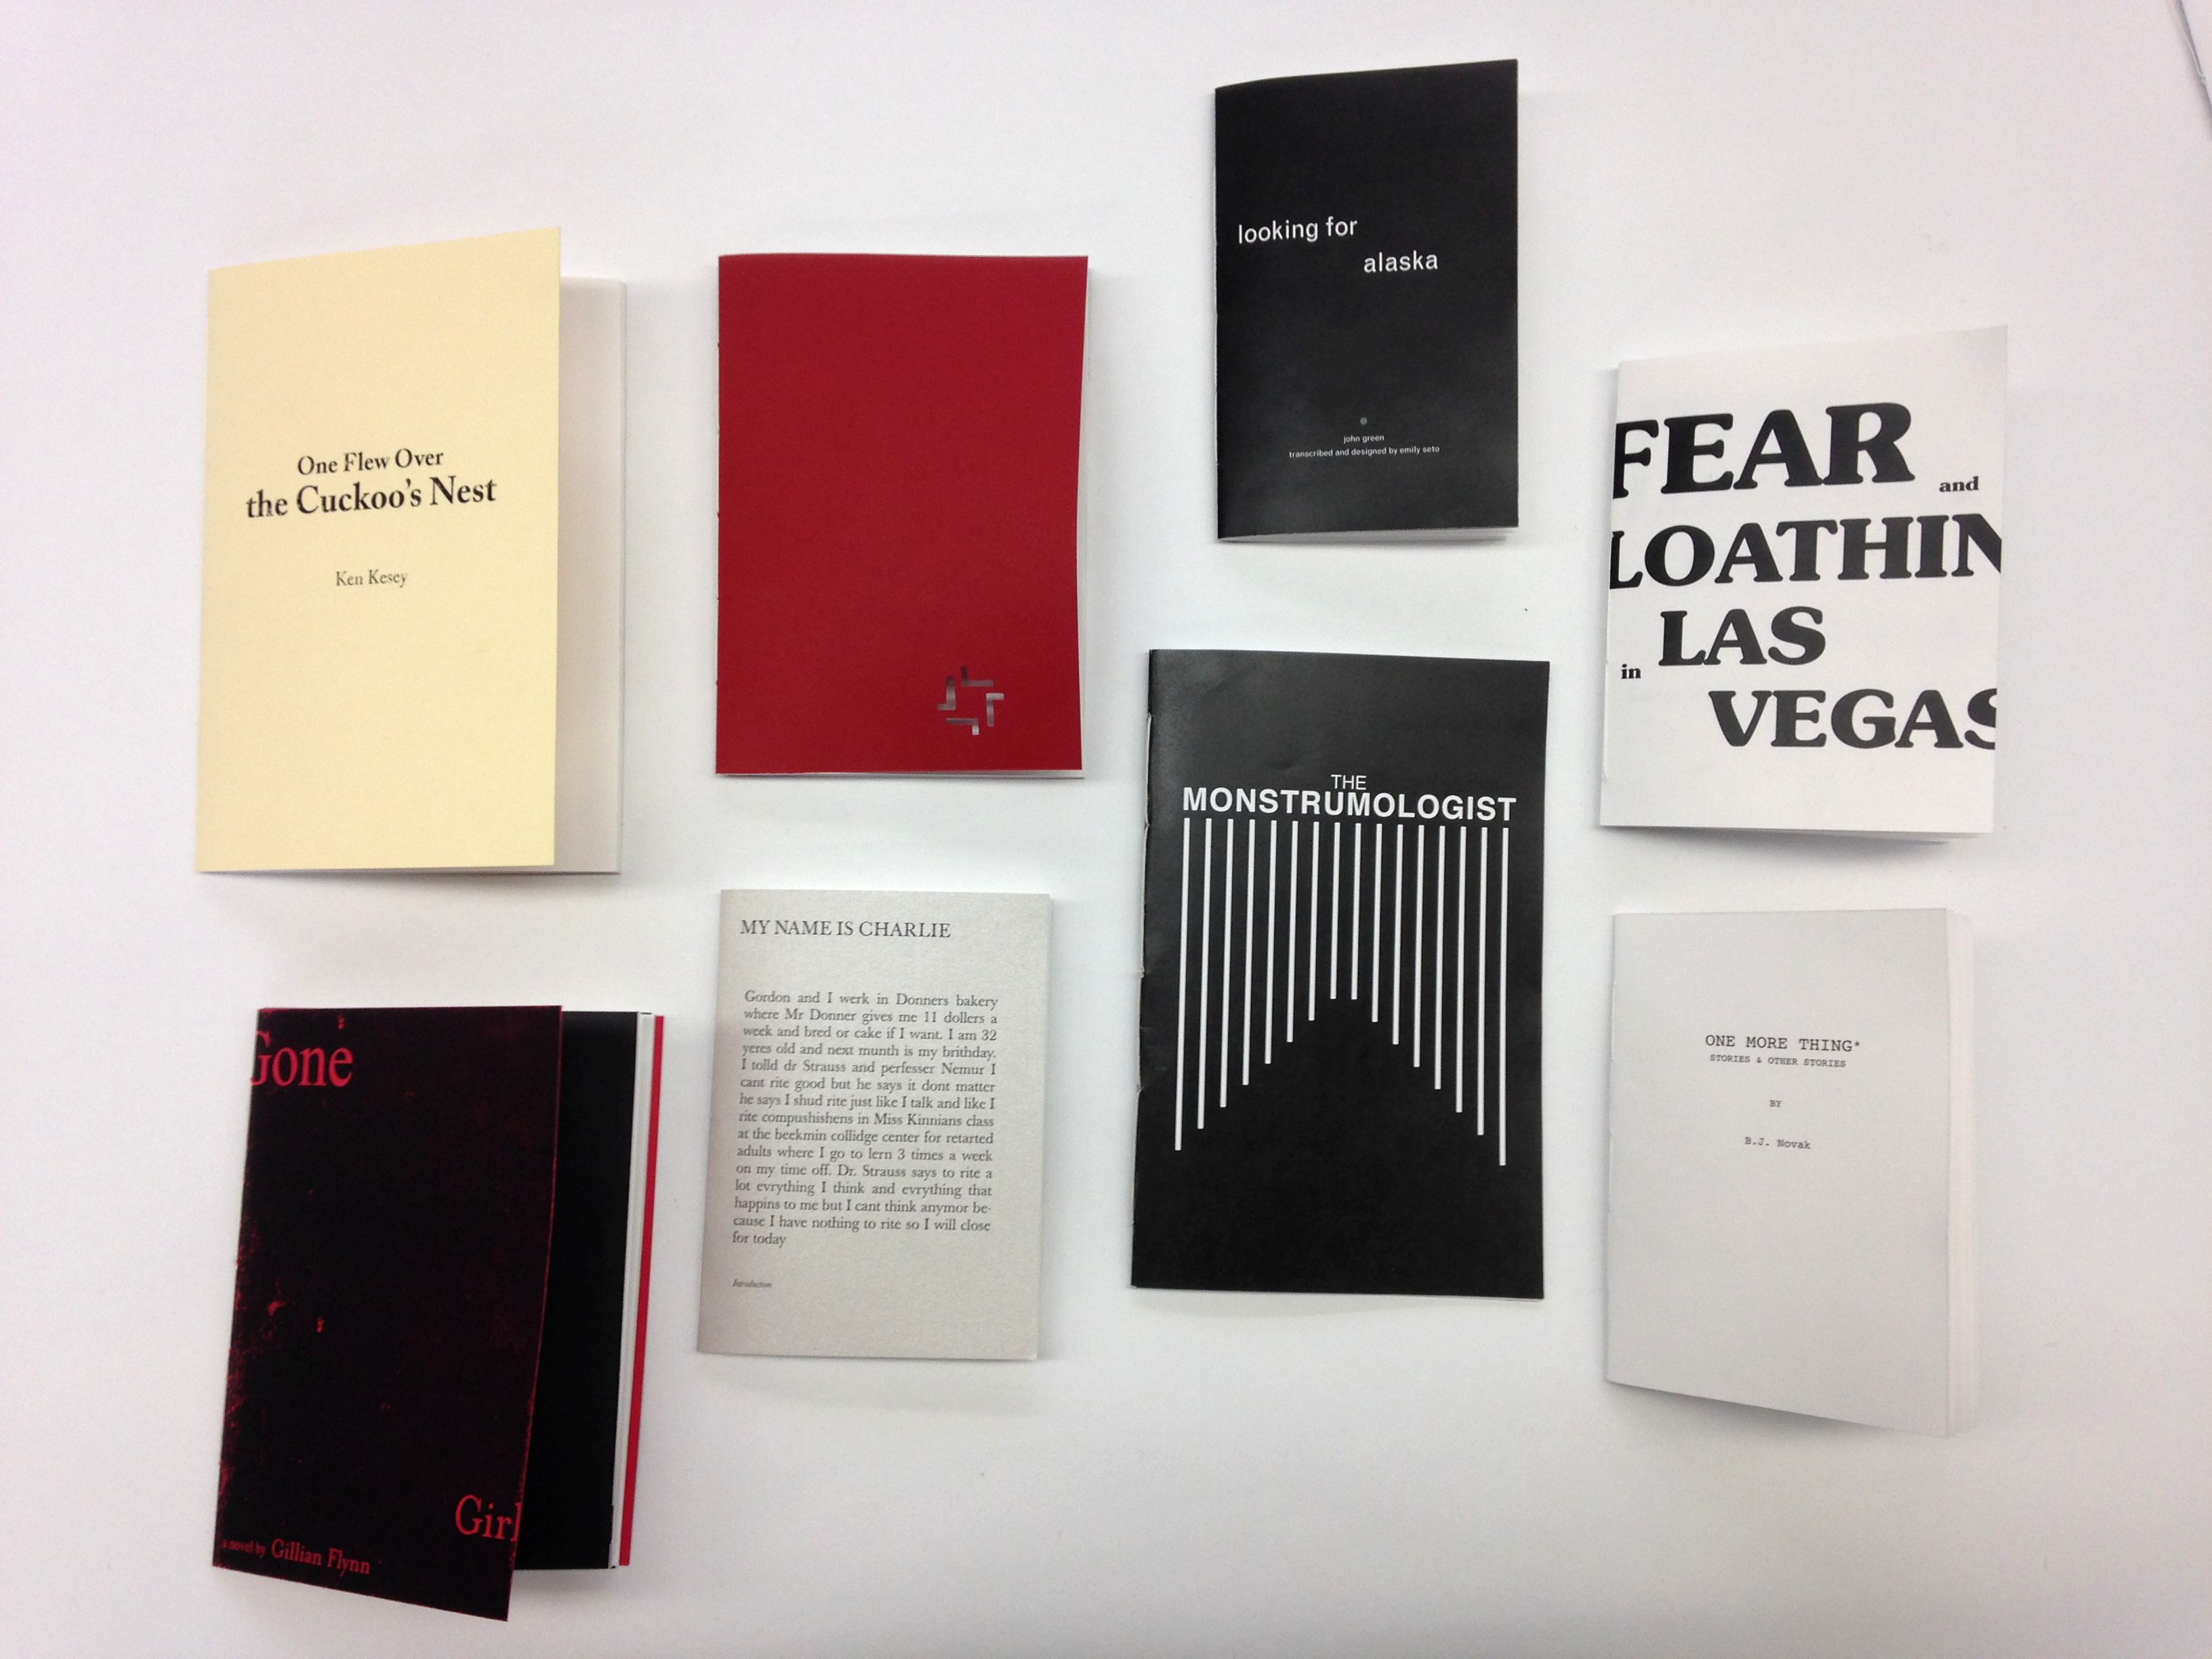 One Flew Over
the Cuckoo's Nest
Ken Kesey
looking for
alaska
john green
transcribed and designed by emily seto
FEAR and
LOATHIN
in LAS
VEGAS
THE
MONSTRUMOLOGIST
MY NAME IS CHARLIE
Gordon and I werk in Donners bakery
where Mr Donner gives me 11 dollers a
week and bred or cake if I want. I am 32
yeres old and next munth is my brithday.
I tolld dr Strauss and perfesser Nemur I
cant rite good but he says it dont matter
he says I shud rite just like I talk and like I
rite compushishens in Miss Kinnians class
at the beekmin collidge center for retarted
adults where I go to lern 3 times a week
on my time off. Dr. Strauss says to rite a
lot evrything I think and evrything that
happins to me but I cant think anymor be-
cause I have nothing to rite so I will close
for today
Introduction
ONE MORE THING*
STORIES & OTHER STORIES
BY
B.J. Novak
Gone
Girl
a novel by Gillian Flynn